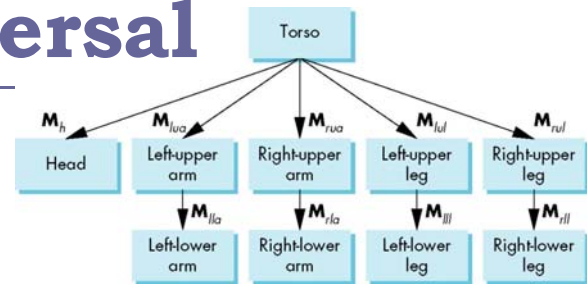 ersal
Torso
M_h M_lua M_rua M_lul M_rul
Head
Left-upper
arm
Right-upper
arm
Left-upper
leg
Right-upper
leg
M_lla M_rla M_lll M_rll
Left-lower
arm
Right-lower
arm
Left-lower
leg
Right-lower
leg